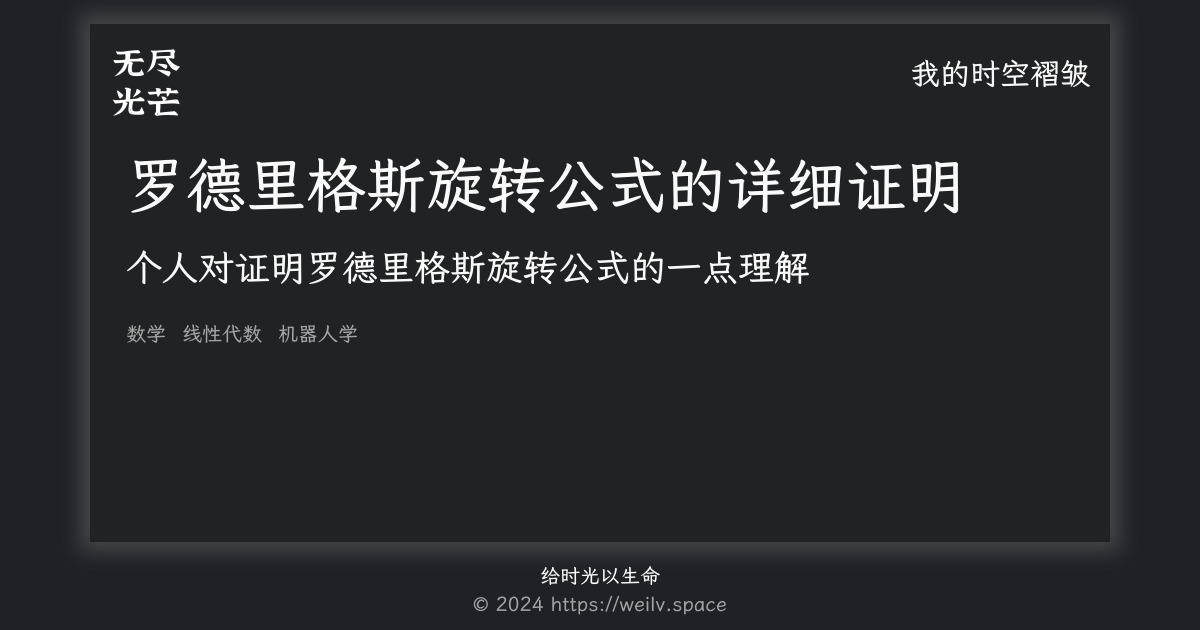 无尽
光芒
我的时空褶皱
罗德里格斯旋转公式的详细证明
个人对证明罗德里格斯旋转公式的一点理解
数学 线性代数 机器人学
给时光以生命
© 2024 https://weilv.space